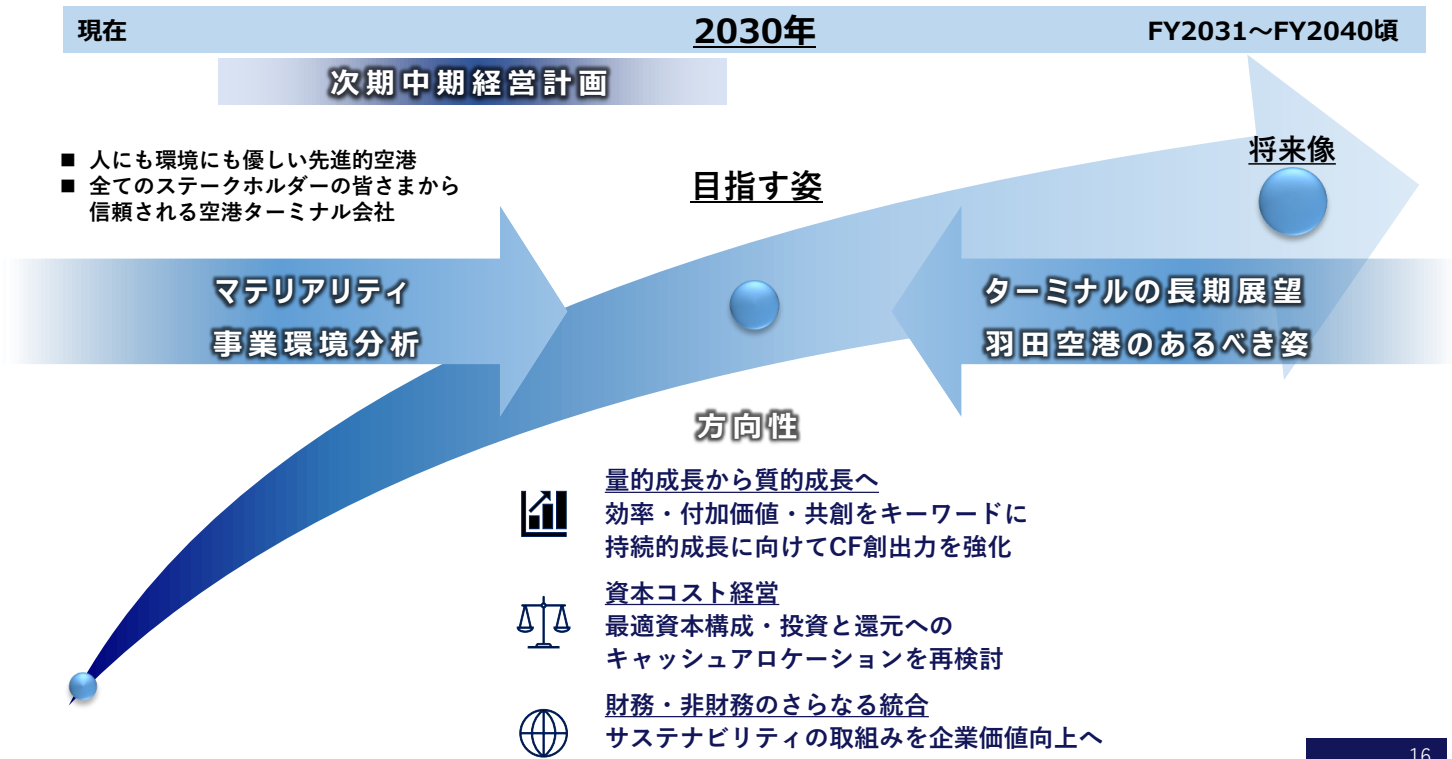 現在
2030年
FY2031～FY2040頃
次期中期経営計画
■ 人にも環境にも優しい先進的空港
■ 全てのステークホルダーの皆さまから
信頼される空港ターミナル会社
目指す姿
将来像
マテリアリティ
事業環境分析
ターミナルの長期展望
羽田空港のあるべき姿
方向性
量的成長から質的成長へ
効率・付加価値・共創をキーワードに
持続的成長に向けてCF創出力を強化
資本コスト経営
最適資本構成・投資と還元への
キャッシュアロケーションを再検討
財務・非財務のさらなる統合
サステナビリティの取組みを企業価値向上へ
16